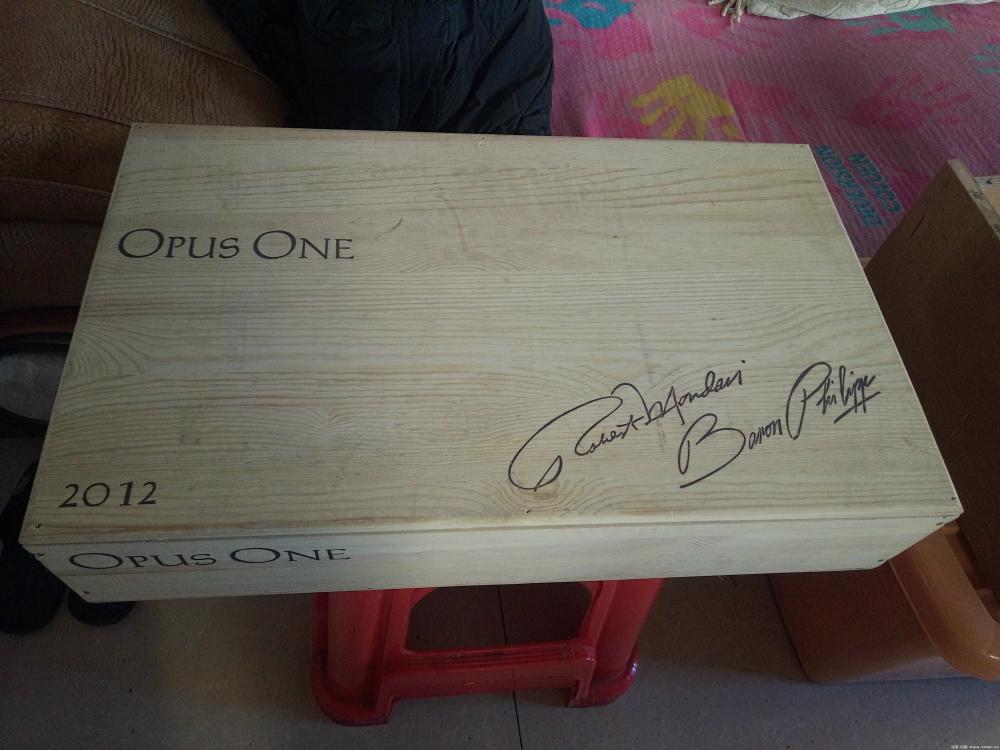 OPUS ONE
Robert Mondavi
Baron Philippe
2012
OPUS ONE